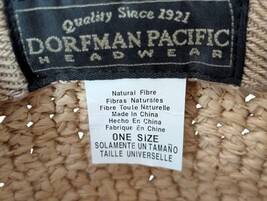 Quality Since 1921
DORFMAN PACIFIC
HEADWEAR
Natural Fibre
Fibras Naturales
Fibre Toule Naturelle
Made in China
Hecho En China
Fabrique En Chine
ONE SIZE
SOLAMENTE UN TAMAÑO
TAILLE UNIVERSELLE